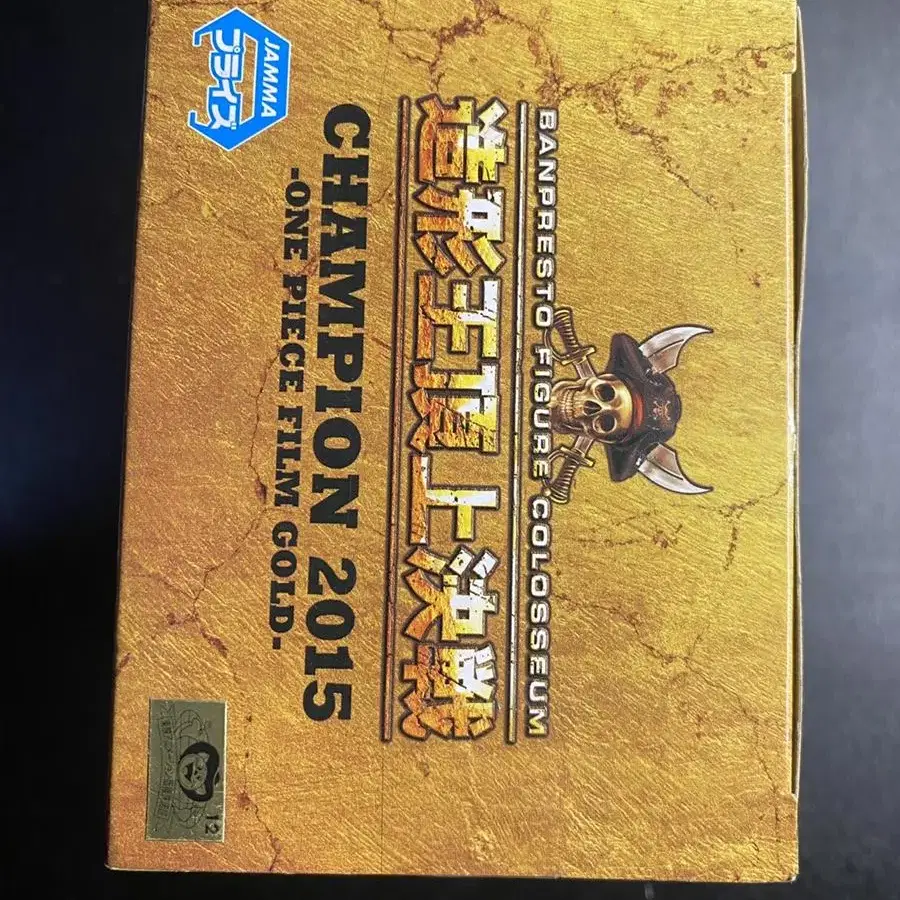 BANPRESTO FIGURE COLOSSEUM
造形王頂上決戦
CHAMPION 2015
-ONE PIECE FILM GOLD-
JAMMA
プライズ
12